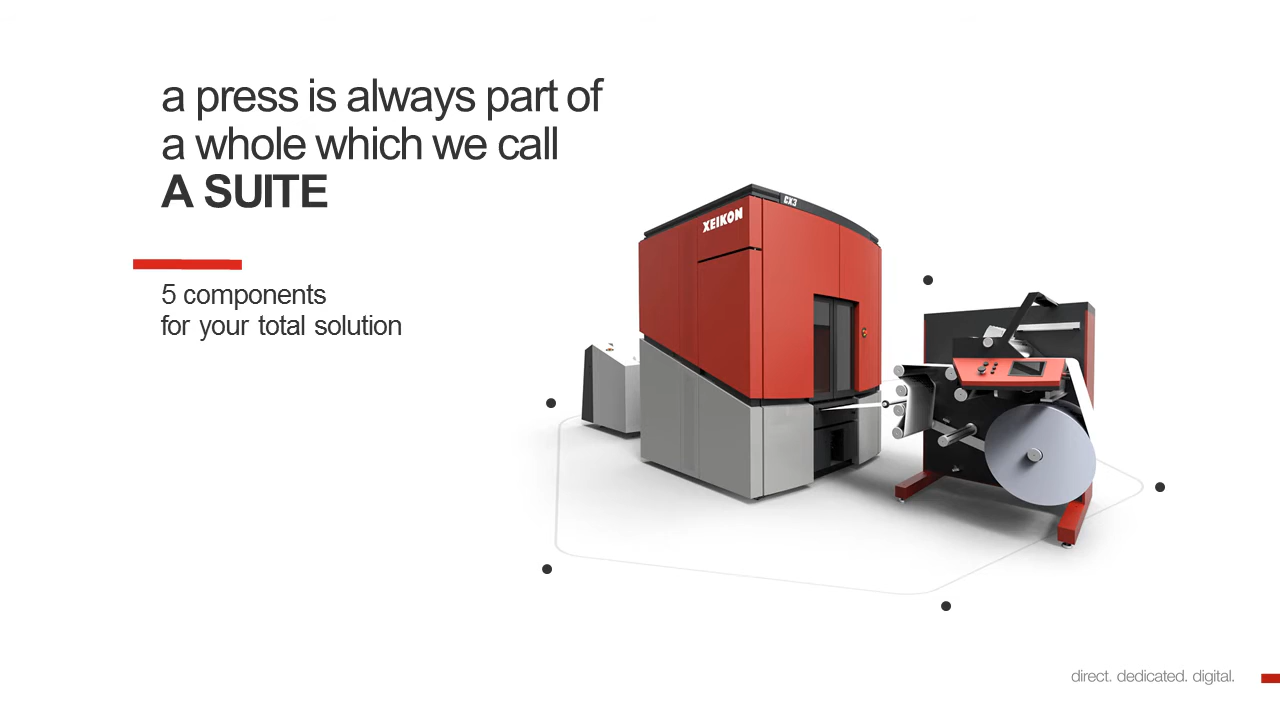 a press is always part of
a whole which we call
A SUITE
5 components
for your total solution
XEIKON
CX3
direct. dedicated. digital.